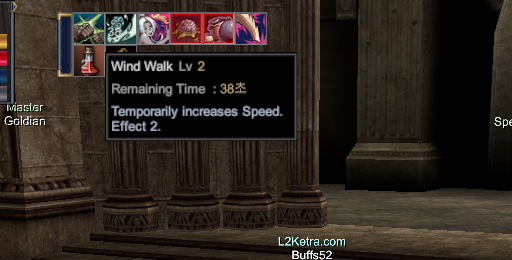 Wind Walk Lv 2
Remaining Time : 38초
Temporarily increases Speed.
Effect 2.
Master
Goldian
Spe
L2Ketra.com
Buffs52